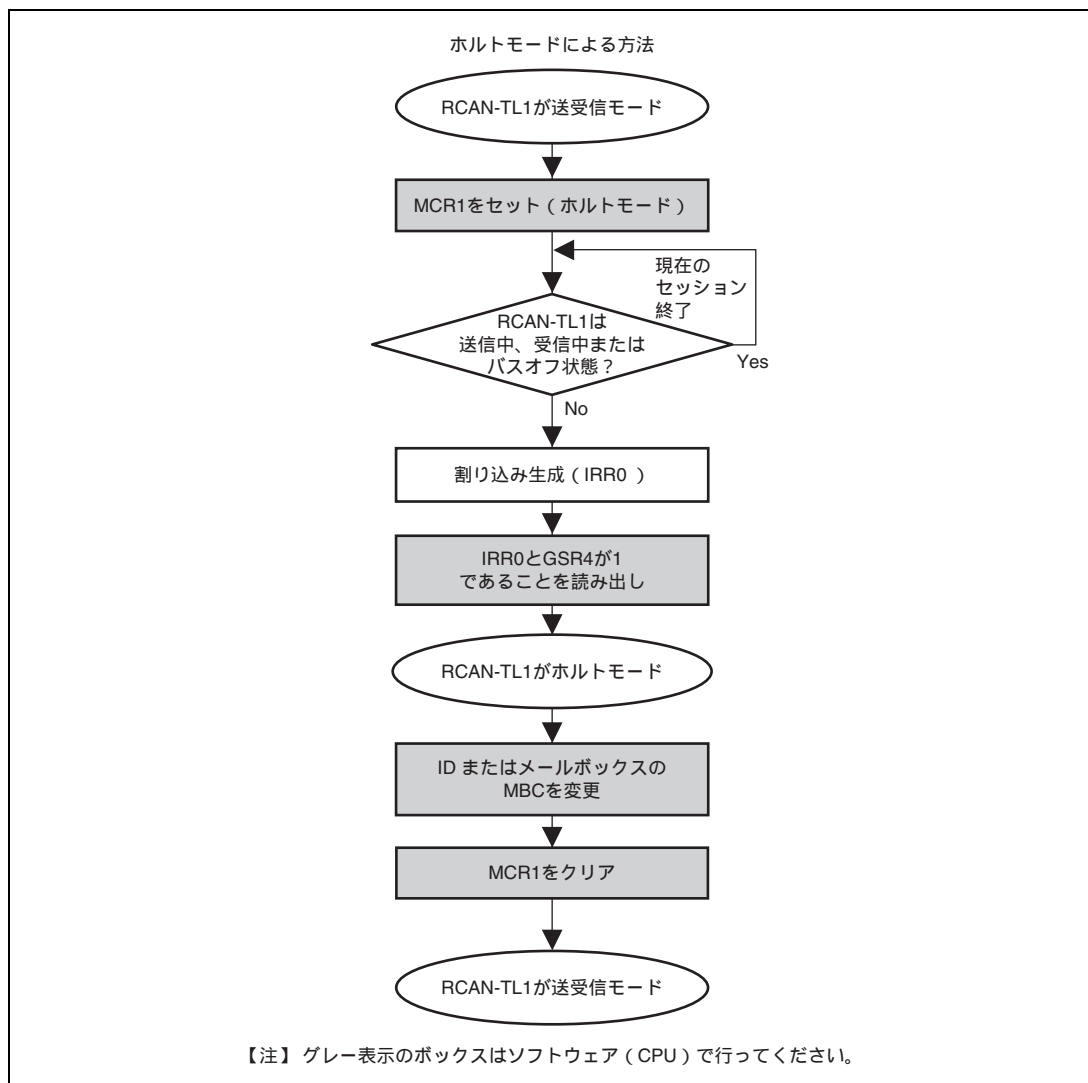 ホルトモードによる方法
RCAN-TL1が送受信モード
MCR1をセット（ホルトモード）
現在の
セッション
終了
RCAN-TL1は
送信中、受信中または
バスオフ状態？
Yes
No
割り込み生成（IRR0 ）
IRR0とGSR4が1
であることを読み出し
RCAN-TL1がホルトモード
ID またはメールボックスの
MBCを変更
MCR1をクリア
RCAN-TL1が送受信モード
【注】 グレー表示のボックスはソフトウェア（CPU）で行ってください。